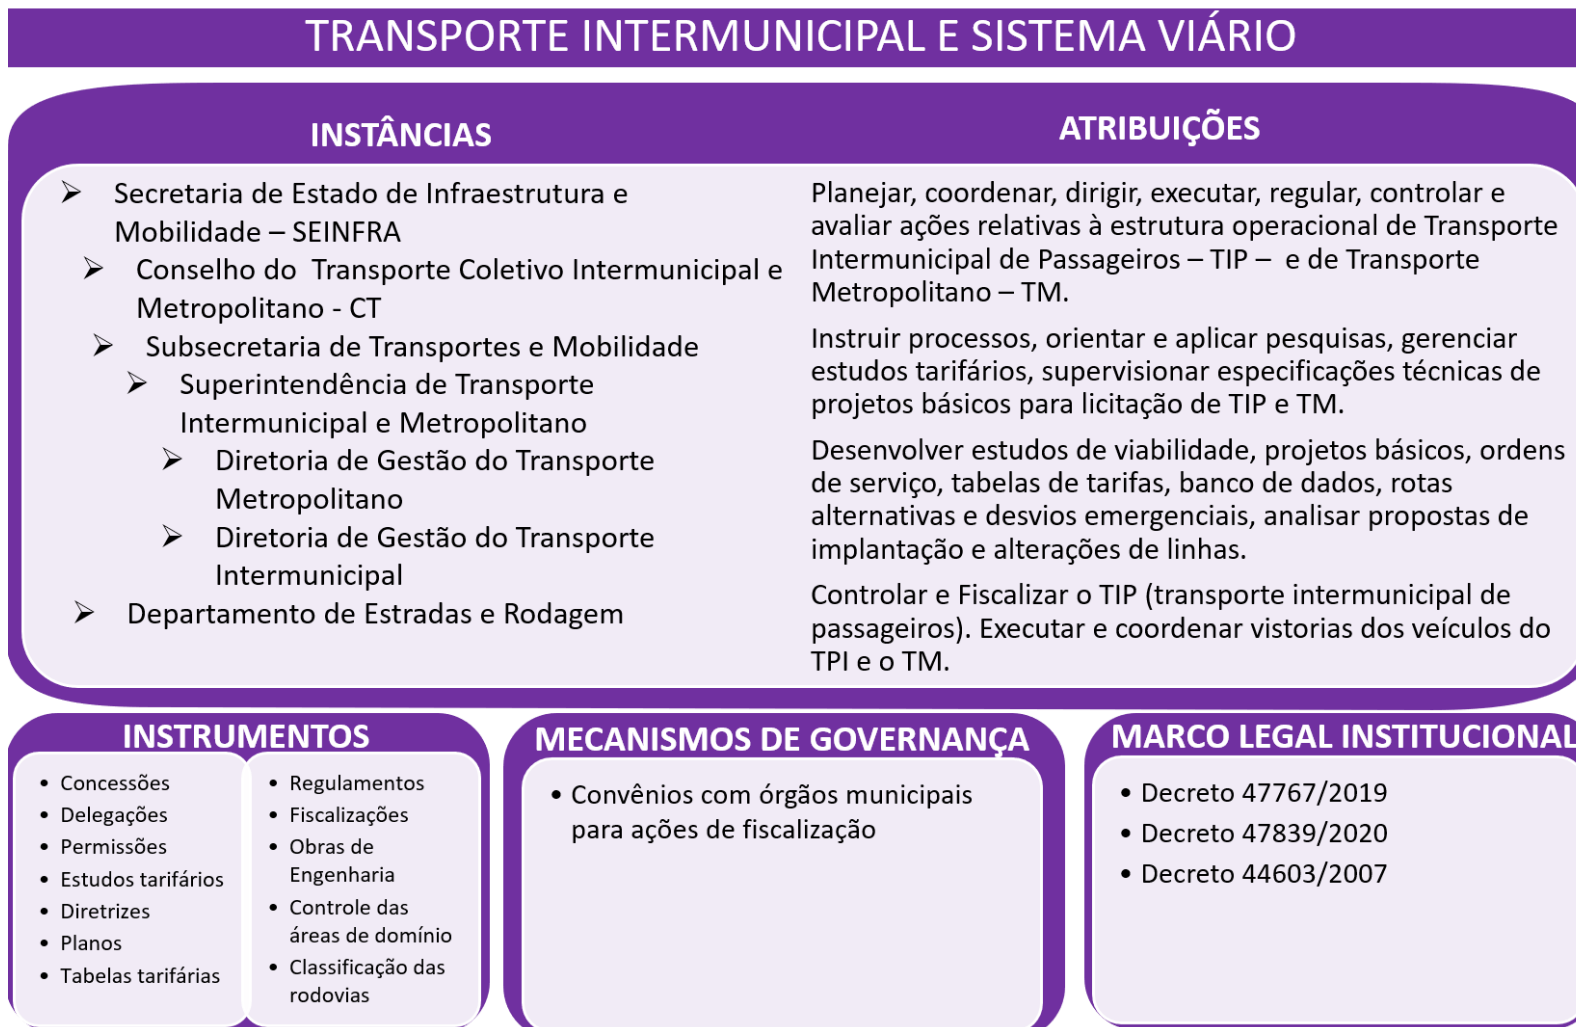 TRANSPORTE INTERMUNICIPAL E SISTEMA VIÁRIO
INSTÂNCIAS
➢ Secretaria de Estado de Infraestrutura e
Mobilidade – SEINFRA
➢ Conselho do Transporte Coletivo Intermunicipal e
Metropolitano - CT
➢ Subsecretaria de Transportes e Mobilidade
➢ Superintendência de Transporte
Intermunicipal e Metropolitano
➢ Diretoria de Gestão do Transporte
Metropolitano
➢ Diretoria de Gestão do Transporte
Intermunicipal
➢ Departamento de Estradas e Rodagem
ATRIBUIÇÕES
Planejar, coordenar, dirigir, executar, regular, controlar e
avaliar ações relativas à estrutura operacional de Transporte
Intermunicipal de Passageiros – TIP – e de Transporte
Metropolitano – TM.
Instruir processos, orientar e aplicar pesquisas, gerenciar
estudos tarifários, supervisionar especificações técnicas de
projetos básicos para licitação de TIP e TM.
Desenvolver estudos de viabilidade, projetos básicos, ordens
de serviço, tabelas de tarifas, banco de dados, rotas
alternativas e desvios emergenciais, analisar propostas de
implantação e alterações de linhas.
Controlar e Fiscalizar o TIP (transporte intermunicipal de
passageiros). Executar e coordenar vistorias dos veículos do
TPI e o TM.
INSTRUMENTOS
• Concessões
• Delegações
• Permissões
• Estudos tarifários
• Diretrizes
• Planos
• Tabelas tarifárias
• Regulamentos
• Fiscalizações
• Obras de
Engenharia
• Controle das
áreas de domínio
• Classificação das
rodovias
MECANISMOS DE GOVERNANÇA
• Convênios com órgãos municipais
para ações de fiscalização
MARCO LEGAL INSTITUCIONAL
• Decreto 47767/2019
• Decreto 47839/2020
• Decreto 44603/2007